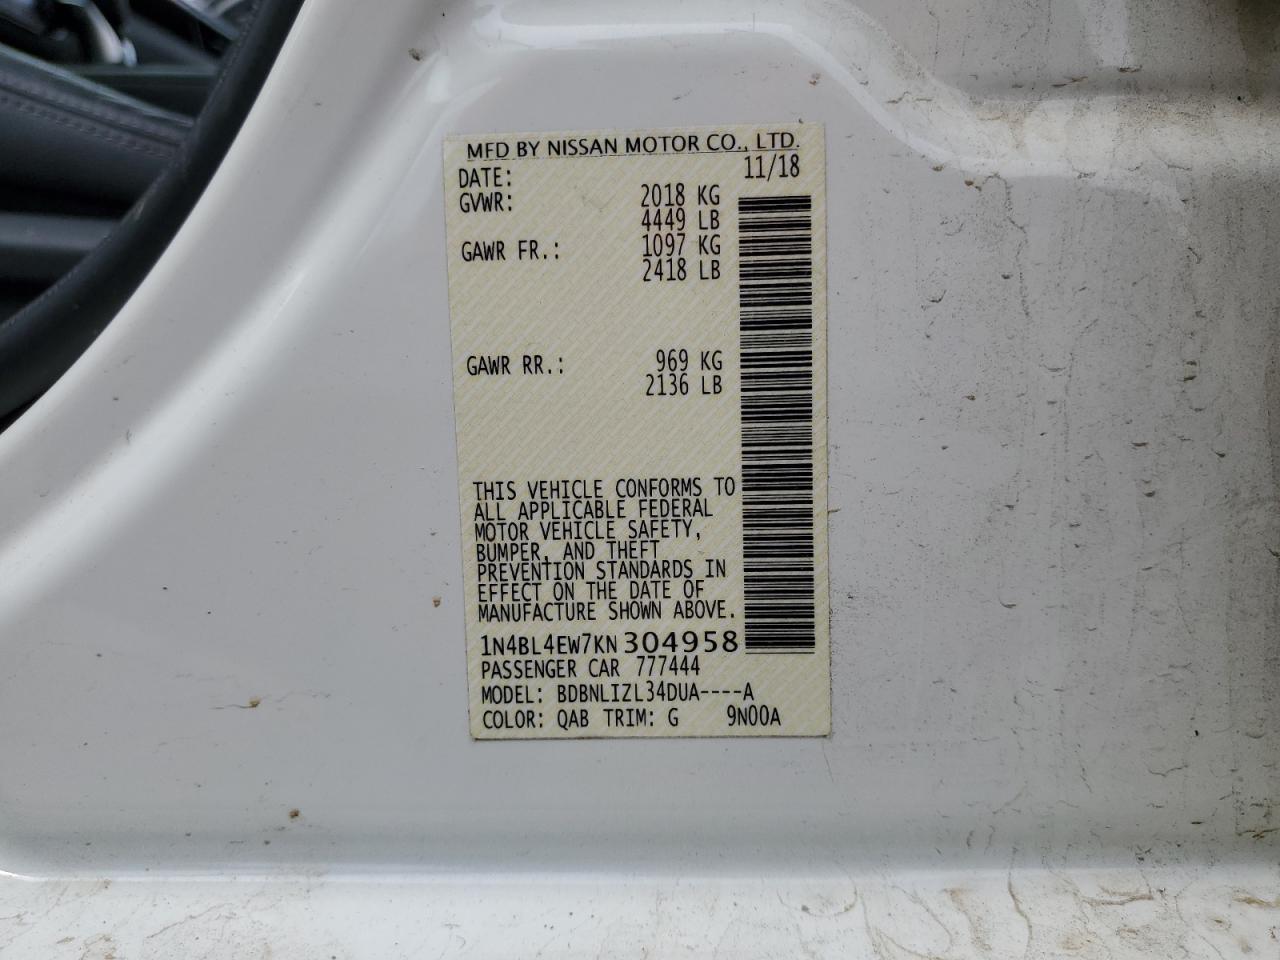 MFD BY NISSAN MOTOR CO., LTD.
DATE: 11/18
GVWR: 2018 KG
4449 LB
GAWR FR.: 1097 KG
2418 LB
GAWR RR.: 969 KG
2136 LB
THIS VEHICLE CONFORMS TO
ALL APPLICABLE FEDERAL
MOTOR VEHICLE SAFETY,
BUMPER, AND THEFT
PREVENTION STANDARDS IN
EFFECT ON THE DATE OF
MANUFACTURE SHOWN ABOVE.
1N4BL4EW7KN304958
PASSENGER CAR 777444
MODEL: BDBNLIZL34DUA----A
COLOR: QAB TRIM: G 9N00A